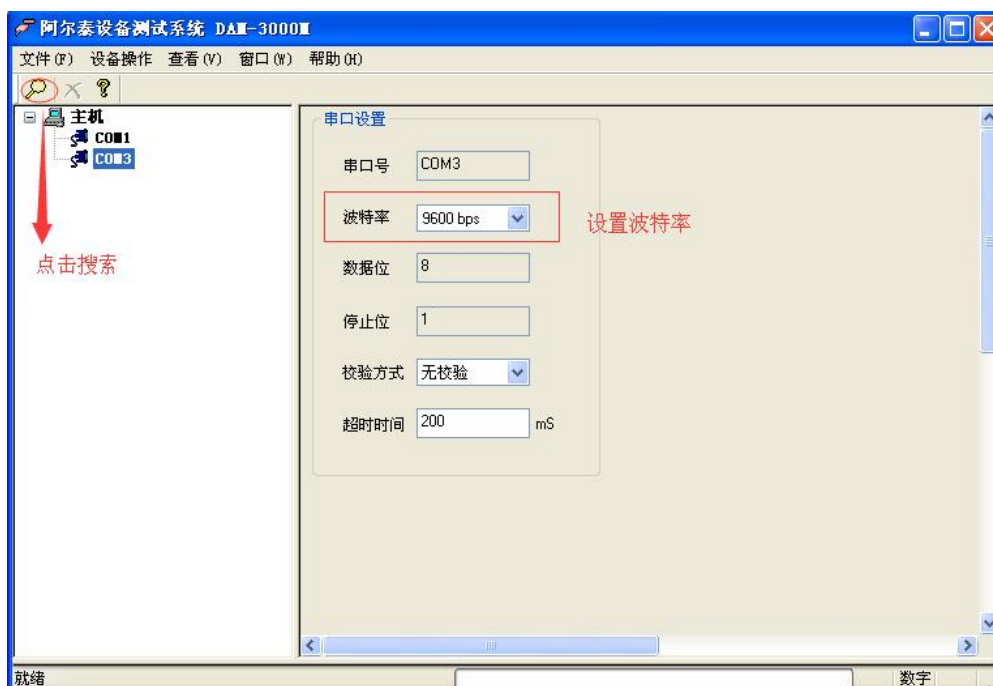 阿尔泰设备测试系统 DAM-3000M
文件(F) 设备操作 查看(V) 窗口(W) 帮助(H)
主机
COM1
COM3
点击搜索
串口设置
串口号 COM3
波特率 9600 bps 设置波特率
数据位 8
停止位 1
校验方式 无校验
超时时间 200 mS
就绪 数字